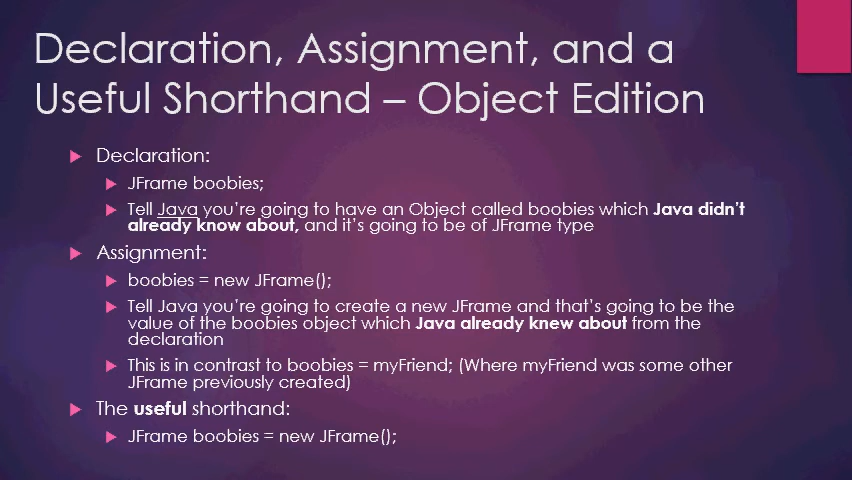 Declaration, Assignment, and a
Useful Shorthand – Object Edition
Declaration:
JFrame boobies;
Tell Java you're going to have an Object called boobies which Java didn't
already know about, and it's going to be of JFrame type
Assignment:
boobies = new JFrame();
Tell Java you're going to create a new JFrame and that's going to be the
value of the boobies object which Java already knew about from the
declaration
This is in contrast to boobies = myFriend; (Where myFriend was some other
JFrame previously created)
The useful shorthand:
JFrame boobies = new JFrame();